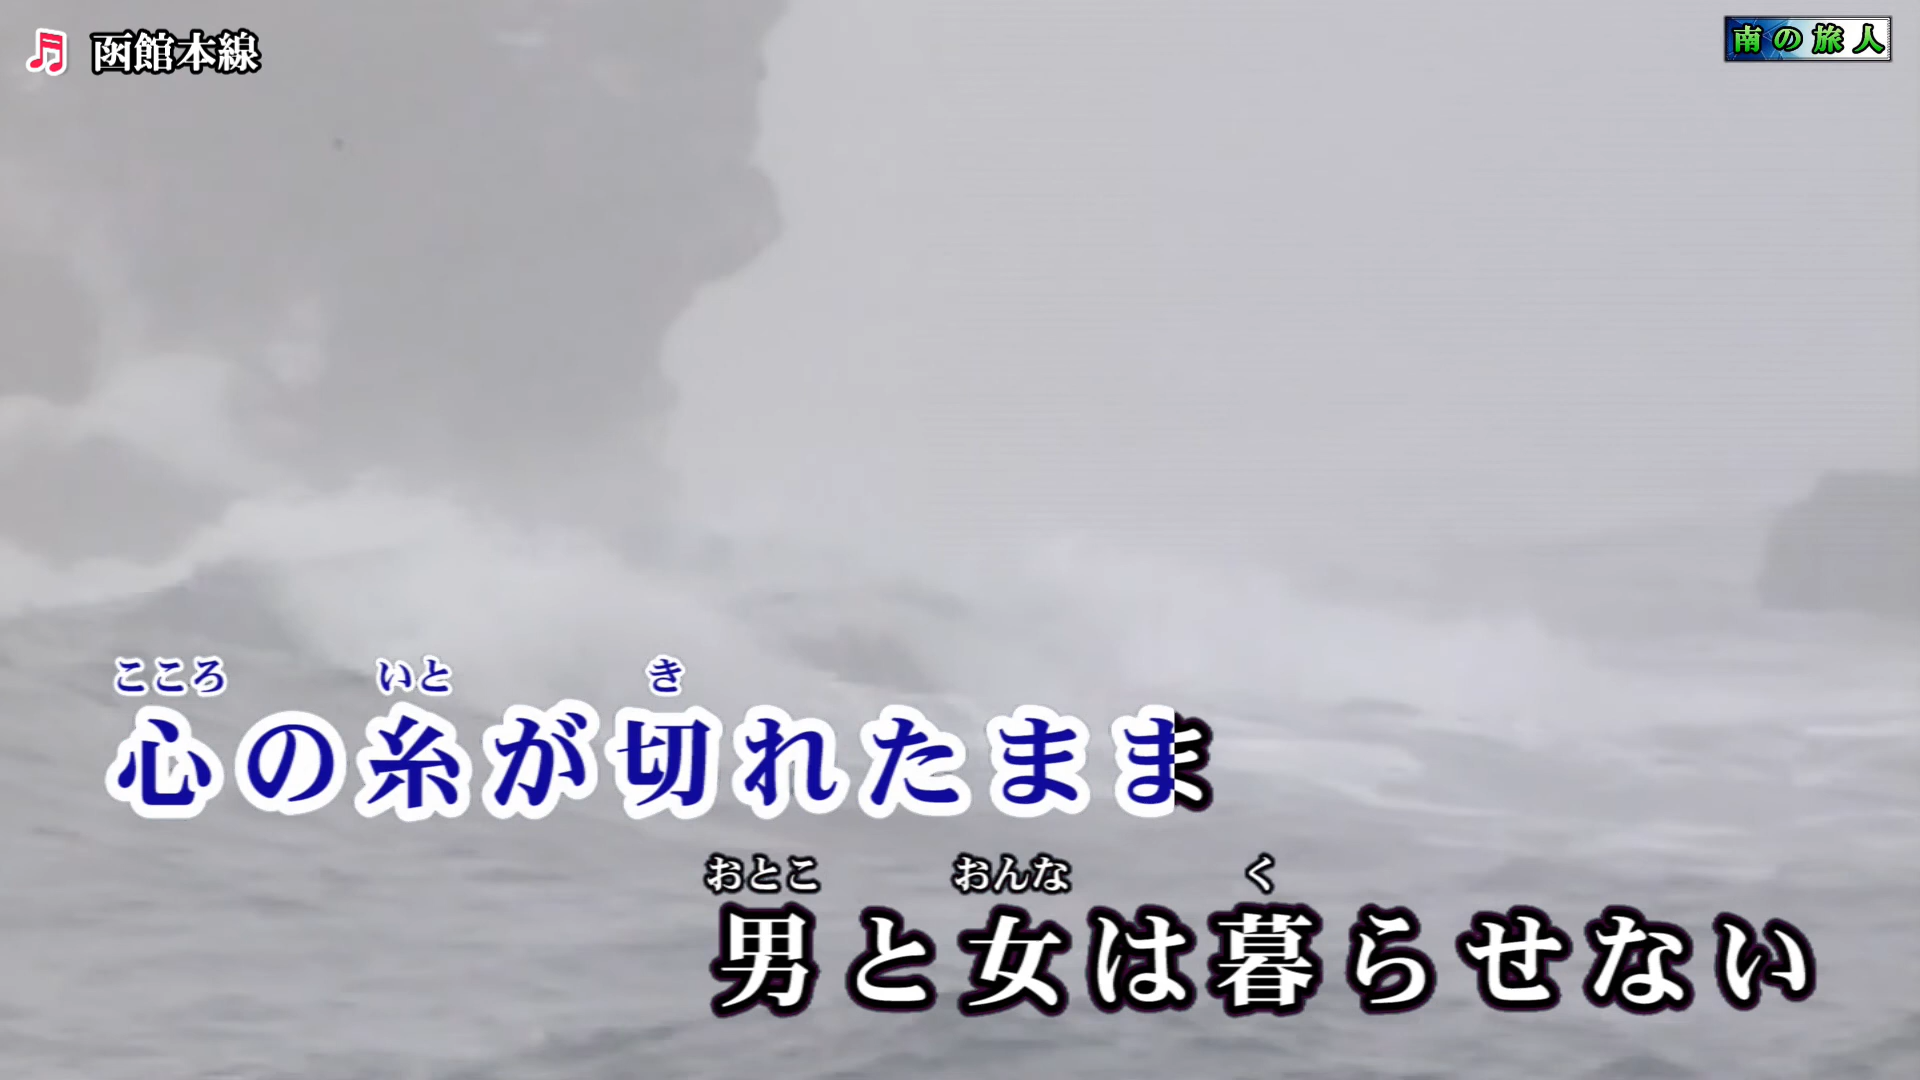 函館本線
南の旅人
こころ いと き
心の糸が切れたまま
おとこ おんな く
男と女は暮らせない